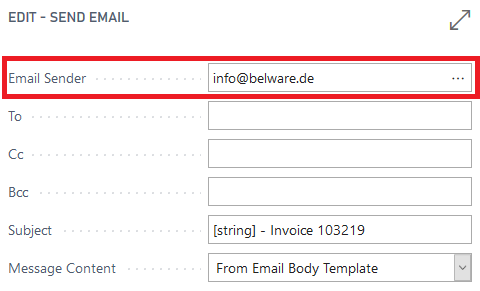 EDIT - SEND EMAIL
Email Sender info@belware.de ...
To
Cc
Bcc
Subject [string] - Invoice 103219
Message Content From Email Body Template